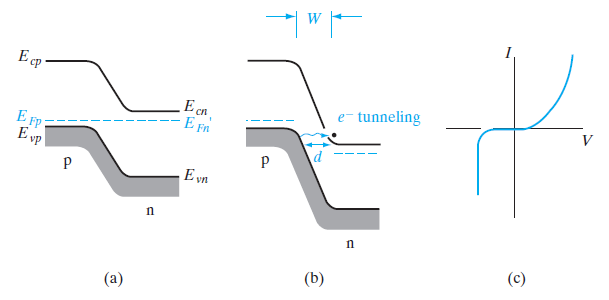 W
I
E_cp
E_cn
e⁻ tunneling
E_Fp
E_Fn'
E_vp
V
p
p
d
E_vn
n
n
(a)
(b)
(c)